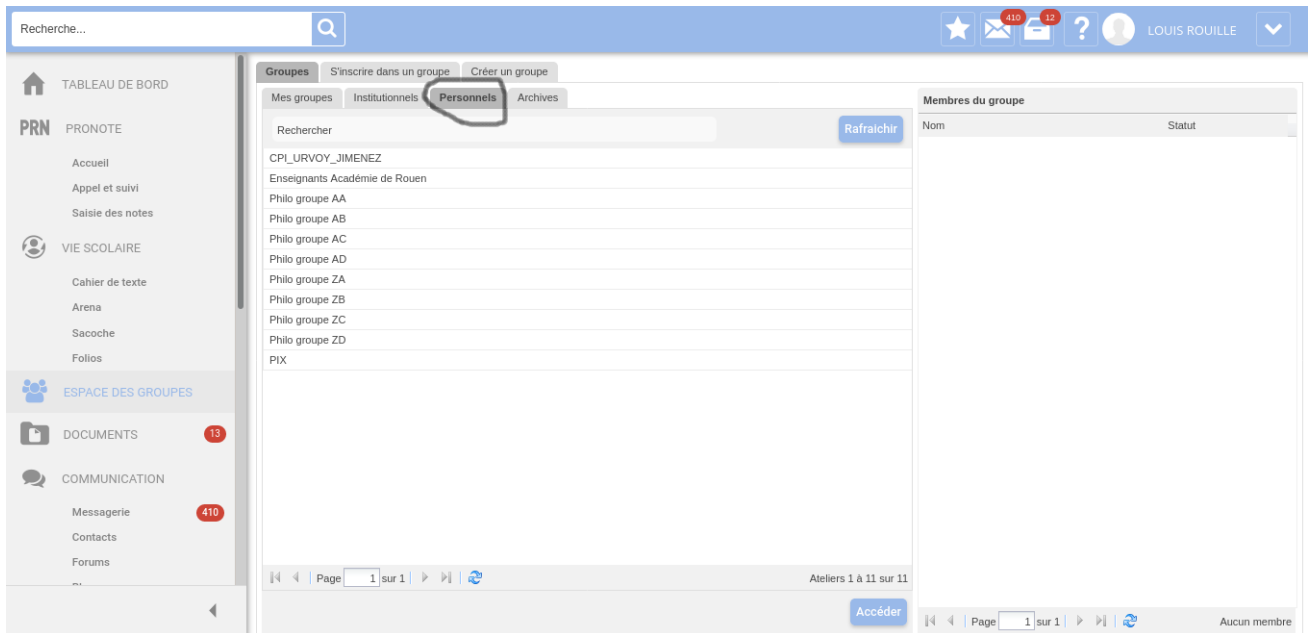 Recherche...
410
12
?
LOUIS ROUILLE
TABLEAU DE BORD
PRN PRONOTE
Accueil
Appel et suivi
Saisie des notes
VIE SCOLAIRE
Cahier de texte
Arena
Sacoche
Folios
ESPACE DES GROUPES
DOCUMENTS 13
COMMUNICATION
Messagerie 410
Contacts
Forums
Groupes S'inscrire dans un groupe Créer un groupe
Mes groupes Institutionnels Personnels Archives
Rechercher Rafraichir
CPI_URVOY_JIMENEZ
Enseignants Académie de Rouen
Philo groupe AA
Philo groupe AB
Philo groupe AC
Philo groupe AD
Philo groupe ZA
Philo groupe ZB
Philo groupe ZC
Philo groupe ZD
PIX
Page 1 sur 1 Ateliers 1 à 11 sur 11
Accéder
Membres du groupe
Nom Statut
Page 1 sur 1 Aucun membre